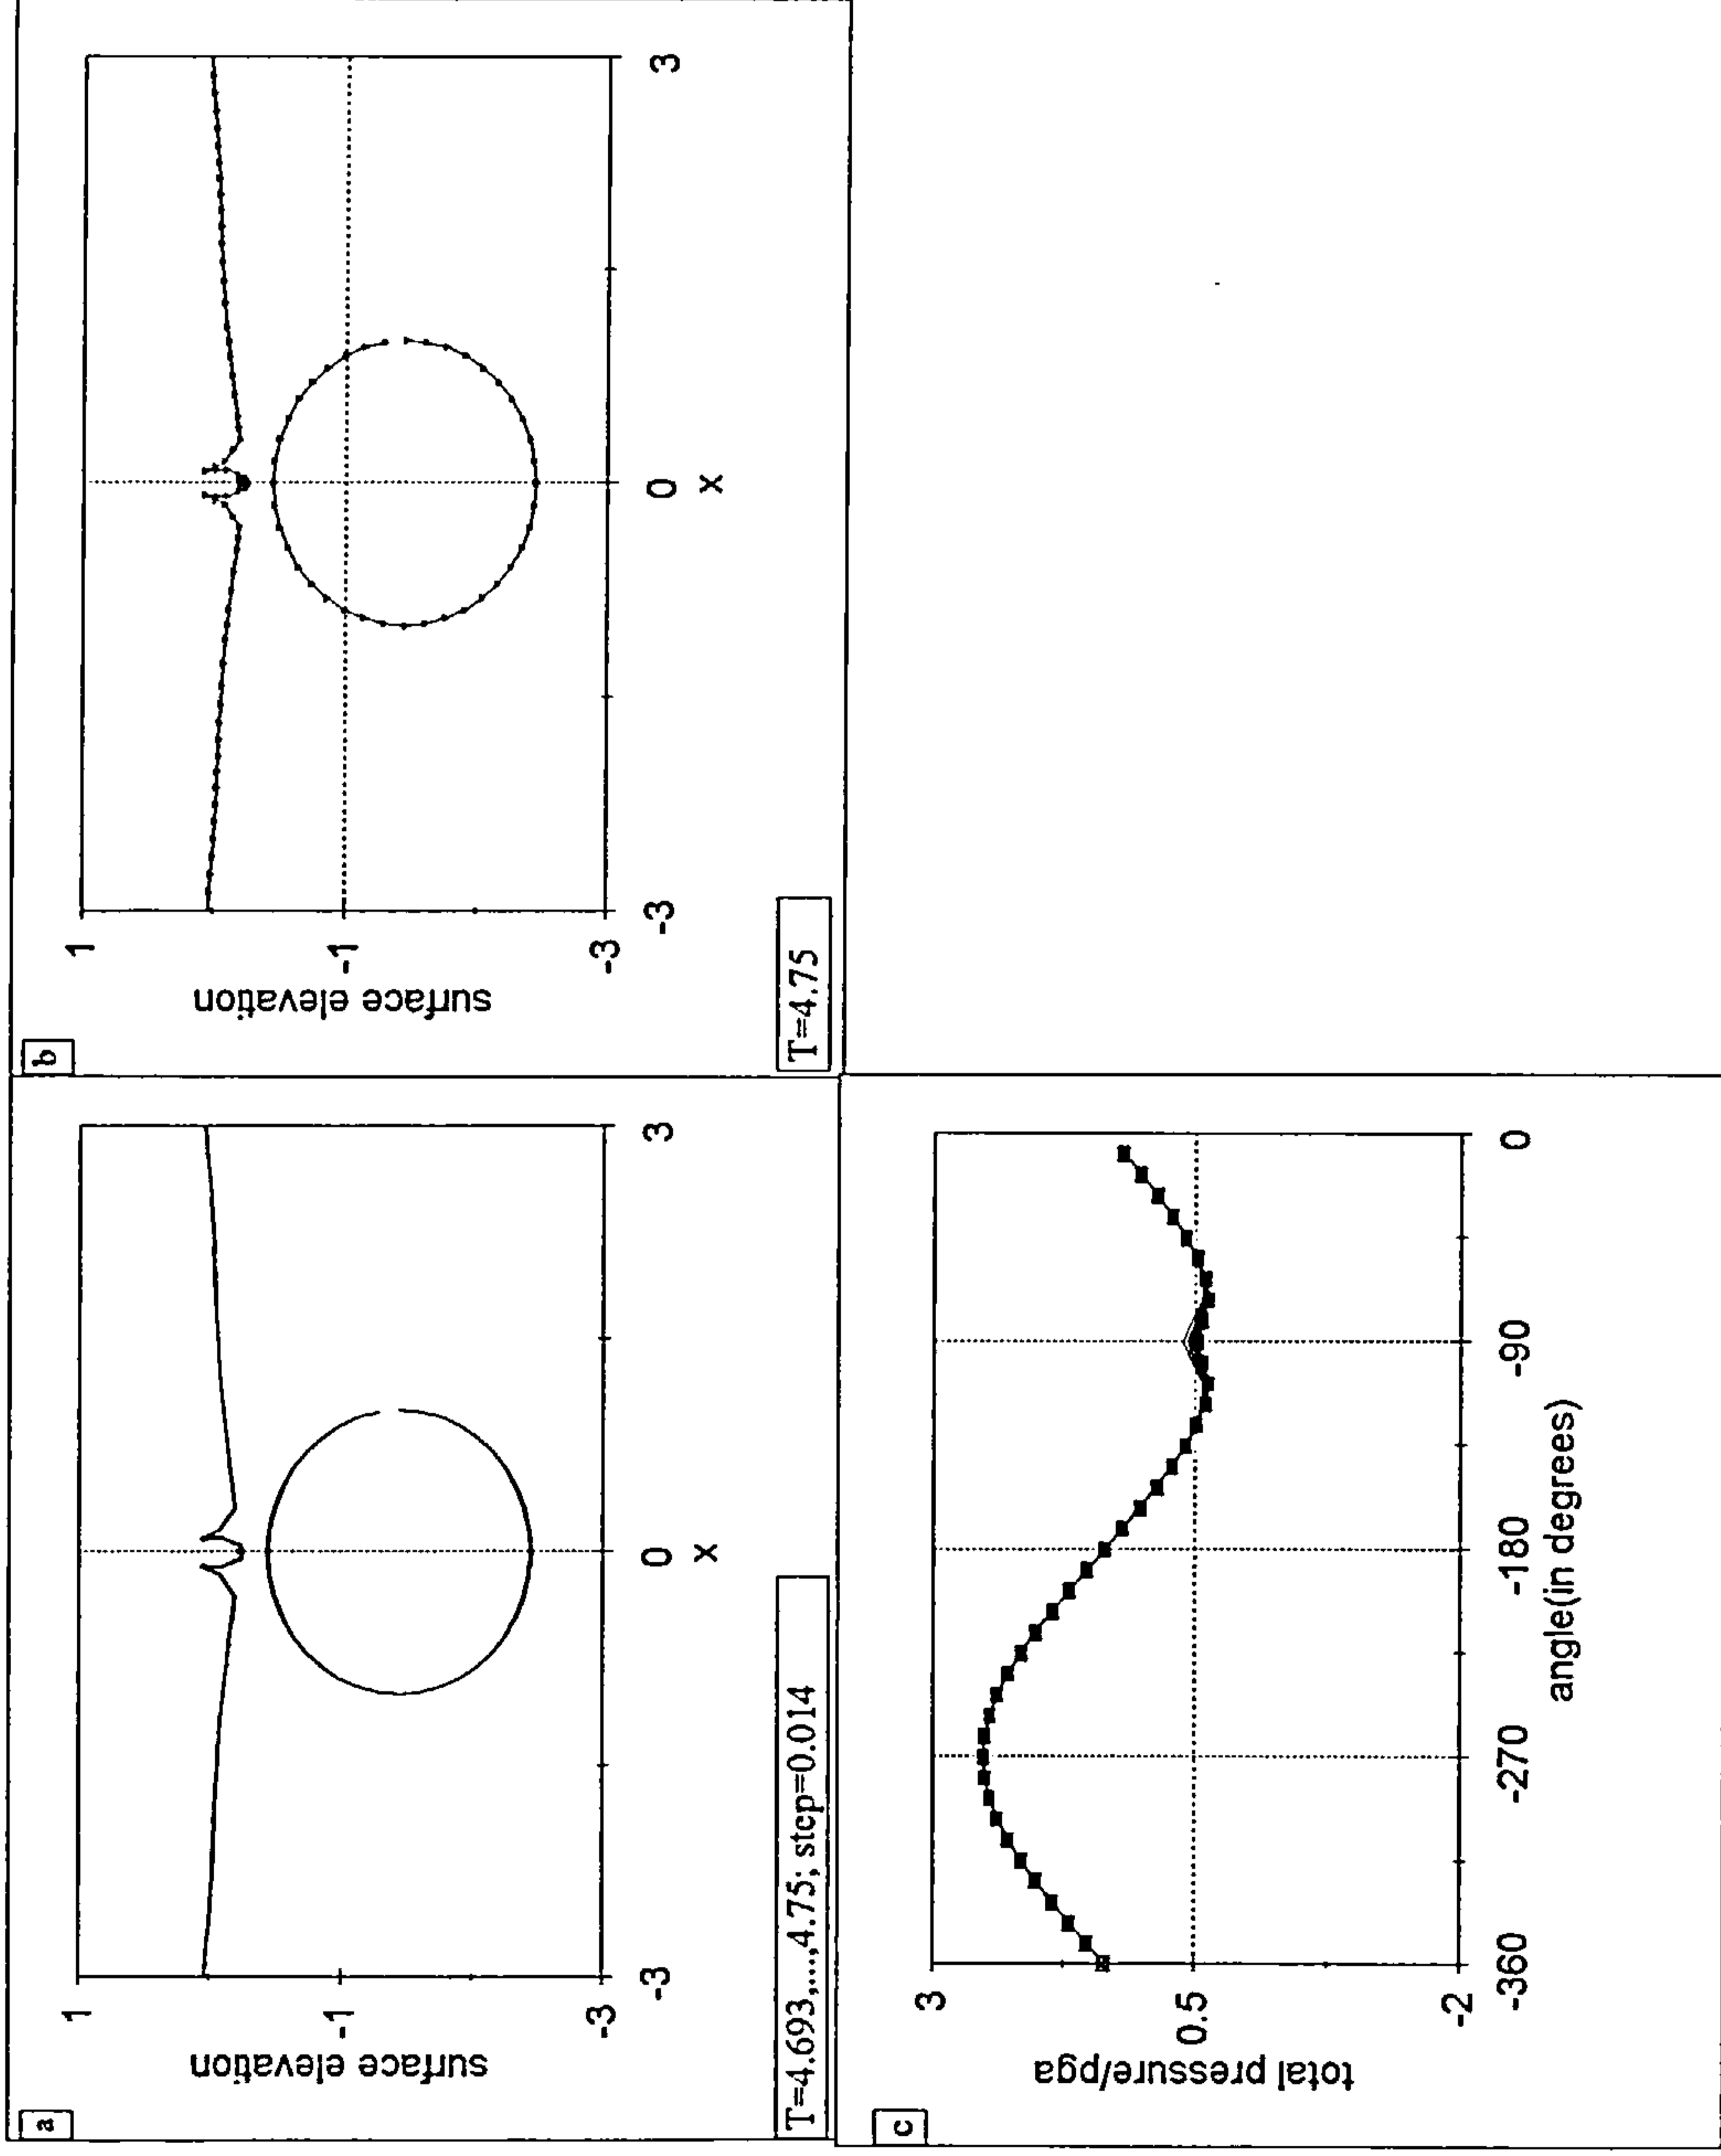 a
surface elevation
1
-1
-3
-3
0
3
x
T=4.693,...,4.75; step=0.014
b
surface elevation
1
-1
-3
-3
0
3
x
T=4.75
c
total pressure/pga
3
0.5
-2
-360
-270
-180
-90
0
angle(in degrees)